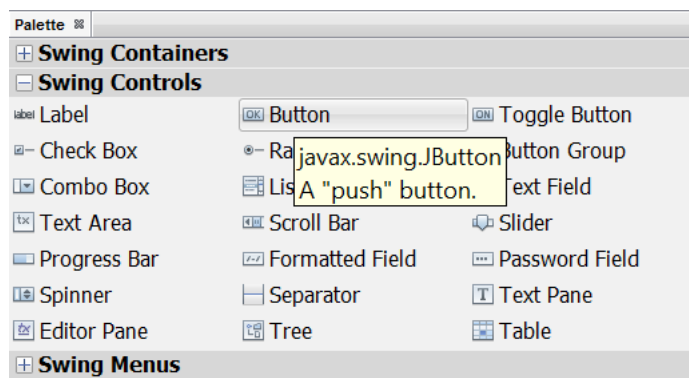 Palette
Swing Containers
Swing Controls
label Label OK Button ON Toggle Button
Check Box Ra Button Group
Combo Box Lis Text Field
tx Text Area Scroll Bar Slider
Progress Bar Formatted Field Password Field
Spinner Separator T Text Pane
Editor Pane Tree Table
Swing Menus
javax.swing.JButton
A "push" button.